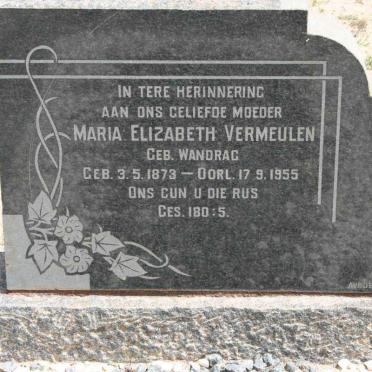 IN TERE HERINNERING
AAN ONS GELIEFDE MOEDER
MARIA ELIZABETH VERMEULEN
GEB. WANDRAG
GEB. 3.5.1873 — OORL. 17.9.1955
ONS GUN U DIE RUS
GES. 180:5.